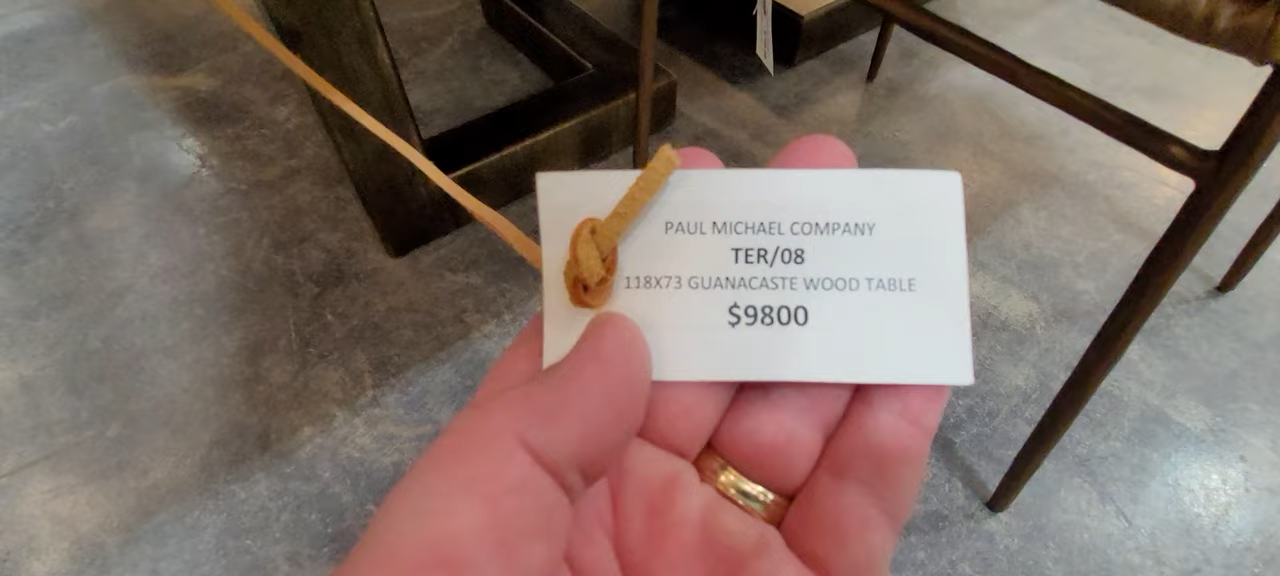 PAUL MICHAEL COMPANY
TER/08
118X73 GUANACASTE WOOD TABLE
$9800